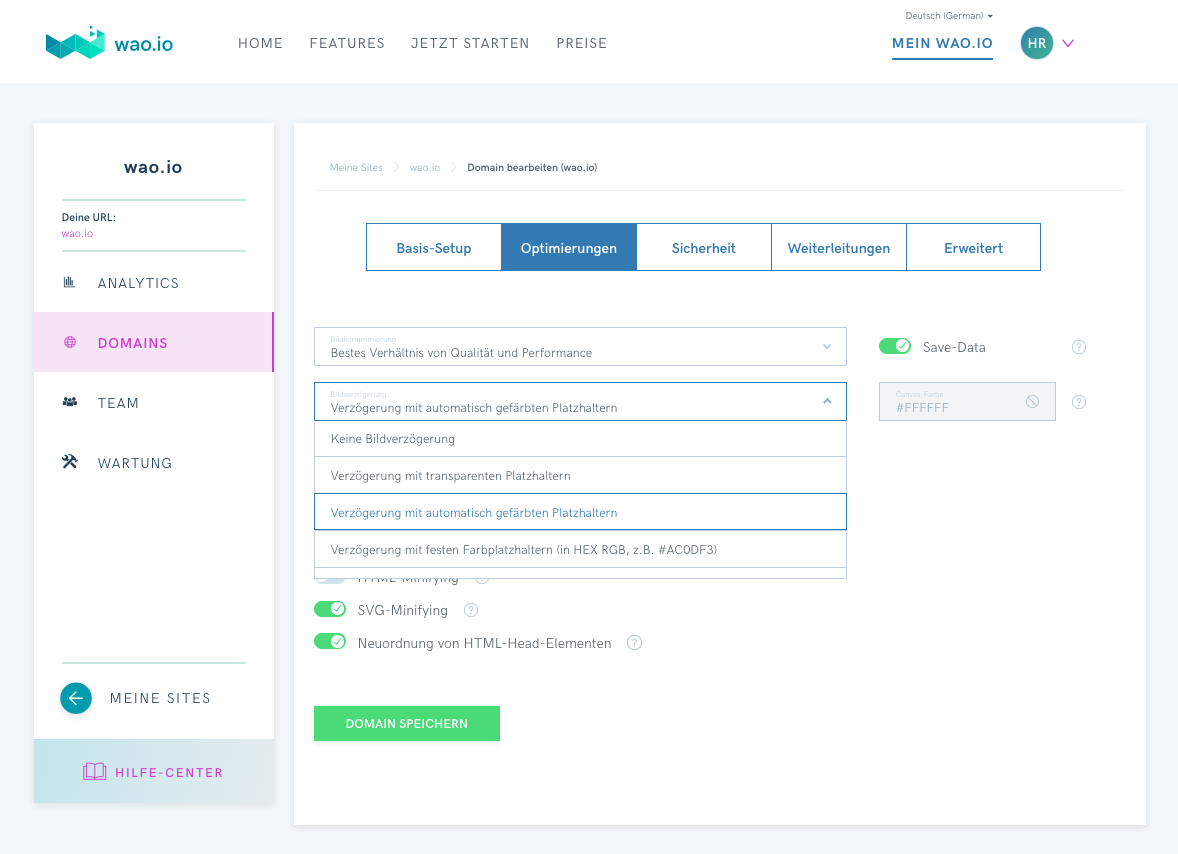 Deutsch (German)
wao.io
HOME
FEATURES
JETZT STARTEN
PREISE
MEIN WAO.IO
HR
wao.io
Deine URL:
wao.io
ANALYTICS
DOMAINS
TEAM
WARTUNG
MEINE SITES
HILFE-CENTER
Meine Sites
wao.io
Domain bearbeiten (wao.io)
Basis-Setup
Optimierungen
Sicherheit
Weiterleitungen
Erweitert
Bildkomprimierung
Bestes Verhältnis von Qualität und Performance
Save-Data
?
Bildverzögerung
Verzögerung mit automatisch gefärbten Platzhaltern
Canvas-Farbe
#FFFFFF
?
Keine Bildverzögerung
Verzögerung mit transparenten Platzhaltern
Verzögerung mit automatisch gefärbten Platzhaltern
Verzögerung mit festen Farbplatzhaltern (in HEX RGB, z.B. #AC0DF3)
HTML-Minifying
SVG-Minifying
?
Neuordnung von HTML-Head-Elementen
?
DOMAIN SPEICHERN